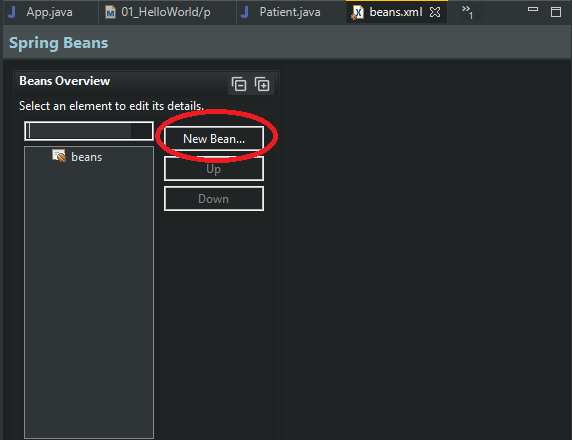 App.java
01_HelloWorld/p
Patient.java
beans.xml
»1
Spring Beans
Beans Overview
Select an element to edit its details.
New Bean...
beans
Up
Down